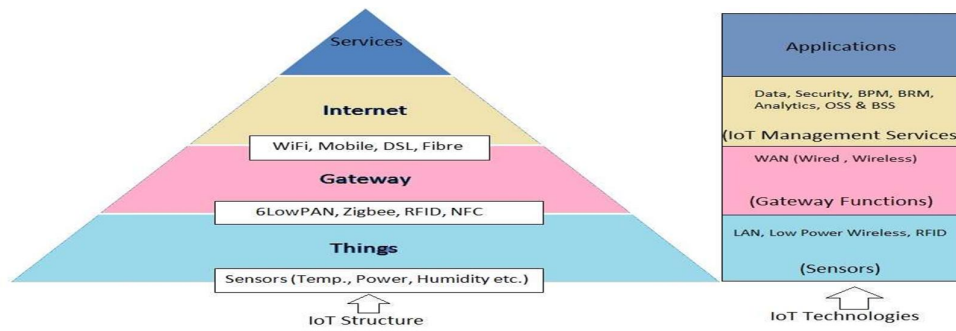 Services
Internet
WiFi, Mobile, DSL, Fibre
Gateway
6LowPAN, Zigbee, RFID, NFC
Things
Sensors (Temp., Power, Humidity etc.)
IoT Structure
Applications
Data, Security, BPM, BRM,
Analytics, OSS & BSS
(IoT Management Services
WAN (Wired , Wireless)
(Gateway Functions)
LAN, Low Power Wireless, RFID
(Sensors)
IoT Technologies